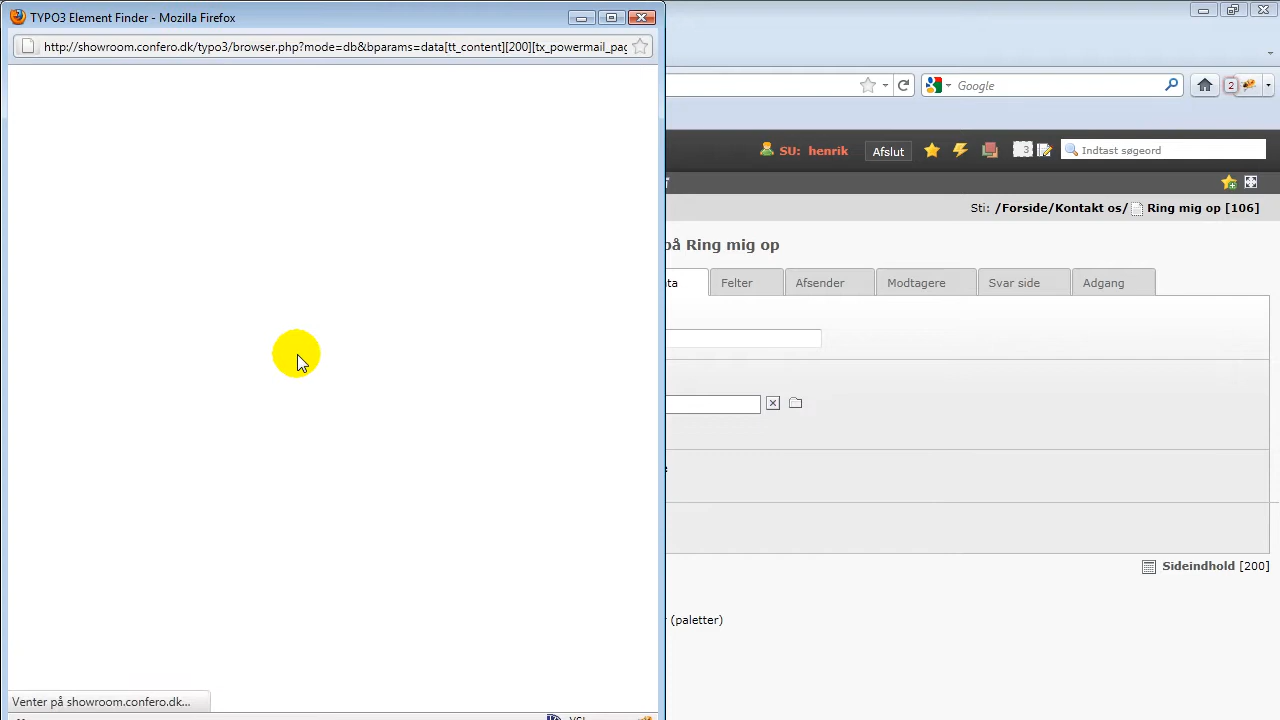 TYPO3 Element Finder - Mozilla Firefox
http://showroom.confero.dk/typo3/browser.php?mode=db&bparams=data[tt_content][200][tx_powermail_pag
Google
2
SU: henrik
Afslut
3
Indtast søgeord
Sti: /Forside/Kontakt os/ Ring mig op [106]
på Ring mig op
Felter
Afsender
Modtagere
Svar side
Adgang
Sideindhold [200]
(paletter)
Venter på showroom.confero.dk...